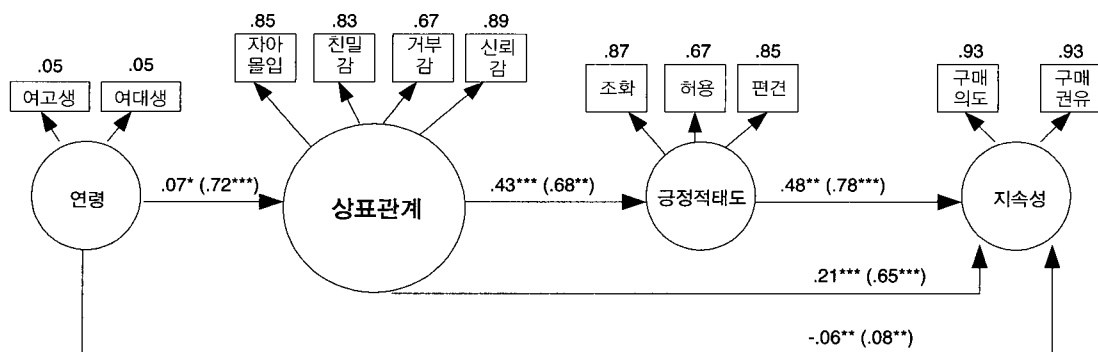 .85 .83 .67 .89
자아
몰입
친밀
감
거부
감
신뢰
감
.87 .67 .85
조화 허용 편견
.93 .93
구매
의도
구매
권유
.05 .05
여고생 여대생
연령
.07* (.72***)
상표관계
.43*** (.68**)
긍정적태도
.48** (.78***)
지속성
.21*** (.65***)
-.06** (.08**)